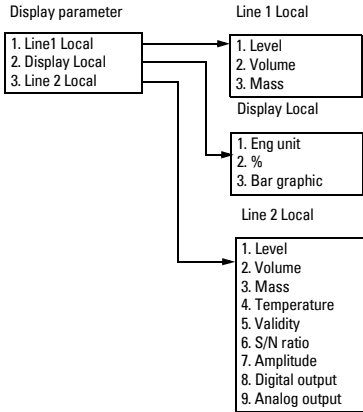 Display parameter
1. Line1 Local
2. Display Local
3. Line 2 Local
Line 1 Local
1. Level
2. Volume
3. Mass
Display Local
1. Eng unit
2. %
3. Bar graphic
Line 2 Local
1. Level
2. Volume
3. Mass
4. Temperature
5. Validity
6. S/N ratio
7. Amplitude
8. Digital output
9. Analog output